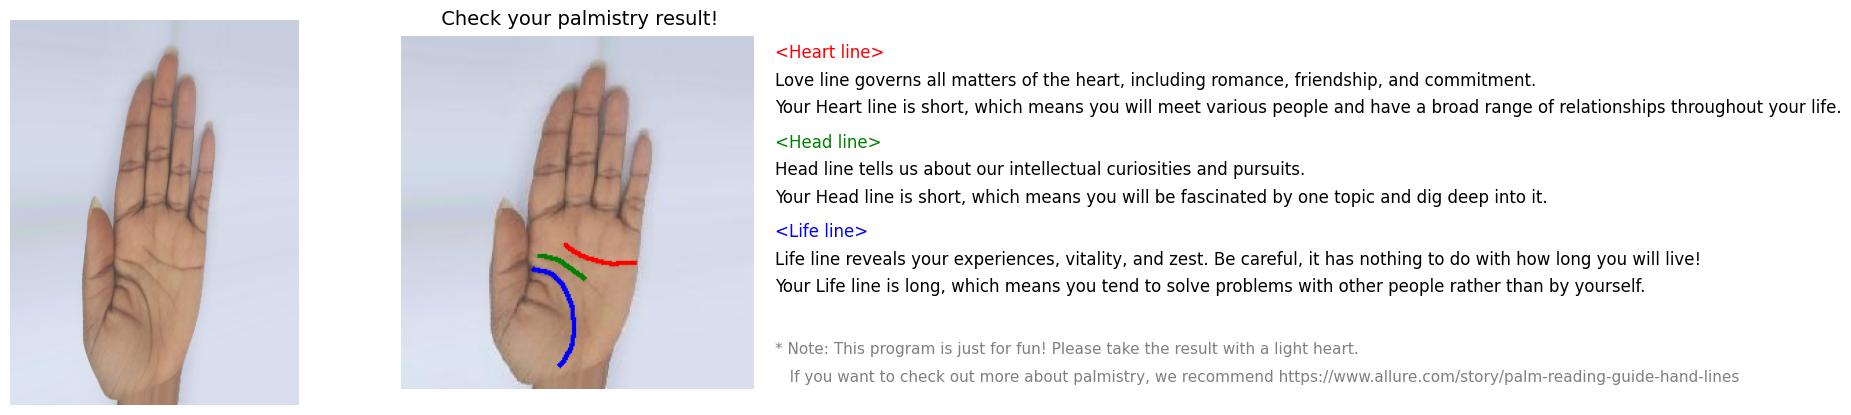 Check your palmistry result!
<Heart line>
Love line governs all matters of the heart, including romance, friendship, and commitment.
Your Heart line is short, which means you will meet various people and have a broad range of relationships throughout your life.
<Head line>
Head line tells us about our intellectual curiosities and pursuits.
Your Head line is short, which means you will be fascinated by one topic and dig deep into it.
<Life line>
Life line reveals your experiences, vitality, and zest. Be careful, it has nothing to do with how long you will live!
Your Life line is long, which means you tend to solve problems with other people rather than by yourself.
* Note: This program is just for fun! Please take the result with a light heart.
If you want to check out more about palmistry, we recommend https://www.allure.com/story/palm-reading-guide-hand-lines